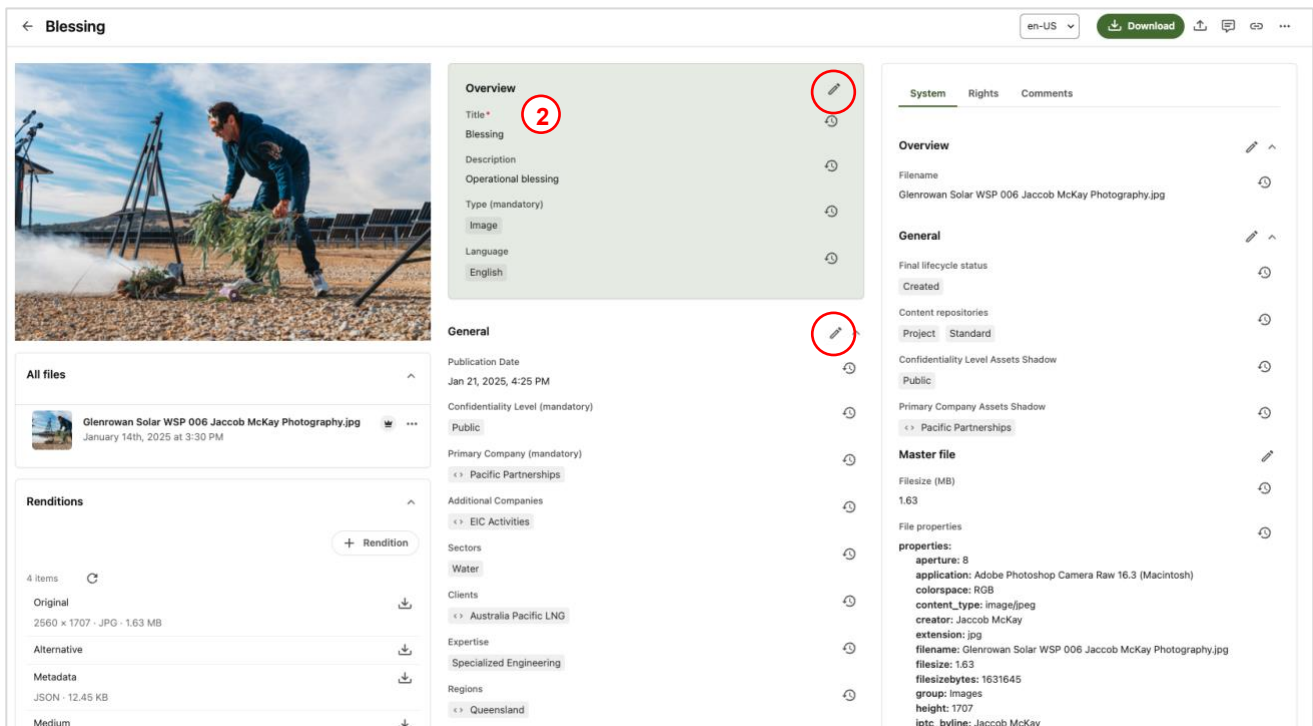 Blessing
en-US
Download
Overview
Title*
2
Blessing
Description
Operational blessing
Type (mandatory)
Image
Language
English
General
Publication Date
Jan 21, 2025, 4:25 PM
Confidentiality Level (mandatory)
Public
Primary Company (mandatory)
Pacific Partnerships
Additional Companies
EIC Activities
Sectors
Water
Clients
Australia Pacific LNG
Expertise
Specialized Engineering
Regions
Queensland
All files
Glenrowan Solar WSP 006 Jaccob McKay Photography.jpg
January 14th, 2025 at 3:30 PM
Renditions
+ Rendition
4 items
Original
2560 × 1707 · JPG · 1.63 MB
Alternative
Metadata
JSON · 12.45 KB
Medium
System Rights Comments
Overview
Filename
Glenrowan Solar WSP 006 Jaccob McKay Photography.jpg
General
Final lifecycle status
Created
Content repositories
Project Standard
Confidentiality Level Assets Shadow
Public
Primary Company Assets Shadow
Pacific Partnerships
Master file
Filesize (MB)
1.63
File properties
properties:
aperture: 8
application: Adobe Photoshop Camera Raw 16.3 (Macintosh)
colorspace: RGB
content_type: image/jpeg
creator: Jaccob McKay
extension: jpg
filename: Glenrowan Solar WSP 006 Jaccob McKay Photography.jpg
filesize: 1.63
filesizebytes: 1631645
group: Images
height: 1707
iptc_byline: Jaccob McKay